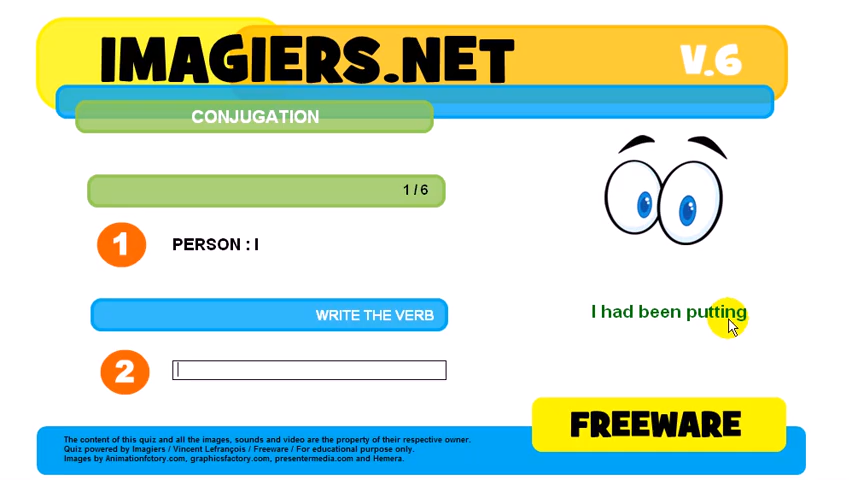 IMAGIERS.NET
V.6
CONJUGATION
1 / 6
1
PERSON : I
WRITE THE VERB
I had been putting
2
FREEWARE
The content of this quiz and all the images, sounds and video are the property of their respective owner.
Quiz powered by Imagiers / Vincent Lefrançois / Freeware / For educational purpose only.
Images by Animationfctory.com, graphicsfactory.com, presentermedia.com and Hemera.